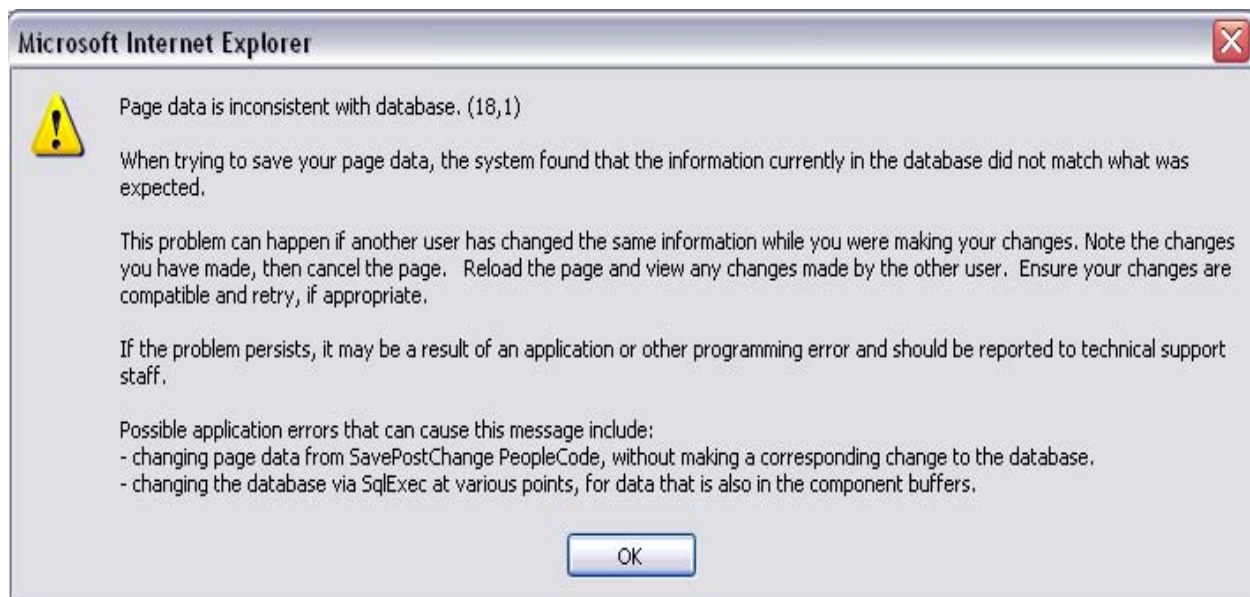 Microsoft Internet Explorer
Page data is inconsistent with database. (18,1)
When trying to save your page data, the system found that the information currently in the database did not match what was
expected.
This problem can happen if another user has changed the same information while you were making your changes. Note the changes
you have made, then cancel the page.   Reload the page and view any changes made by the other user.  Ensure your changes are
compatible and retry, if appropriate.
If the problem persists, it may be a result of an application or other programming error and should be reported to technical support
staff.
Possible application errors that can cause this message include:
- changing page data from SavePostChange PeopleCode, without making a corresponding change to the database.
- changing the database via SqlExec at various points, for data that is also in the component buffers.
OK